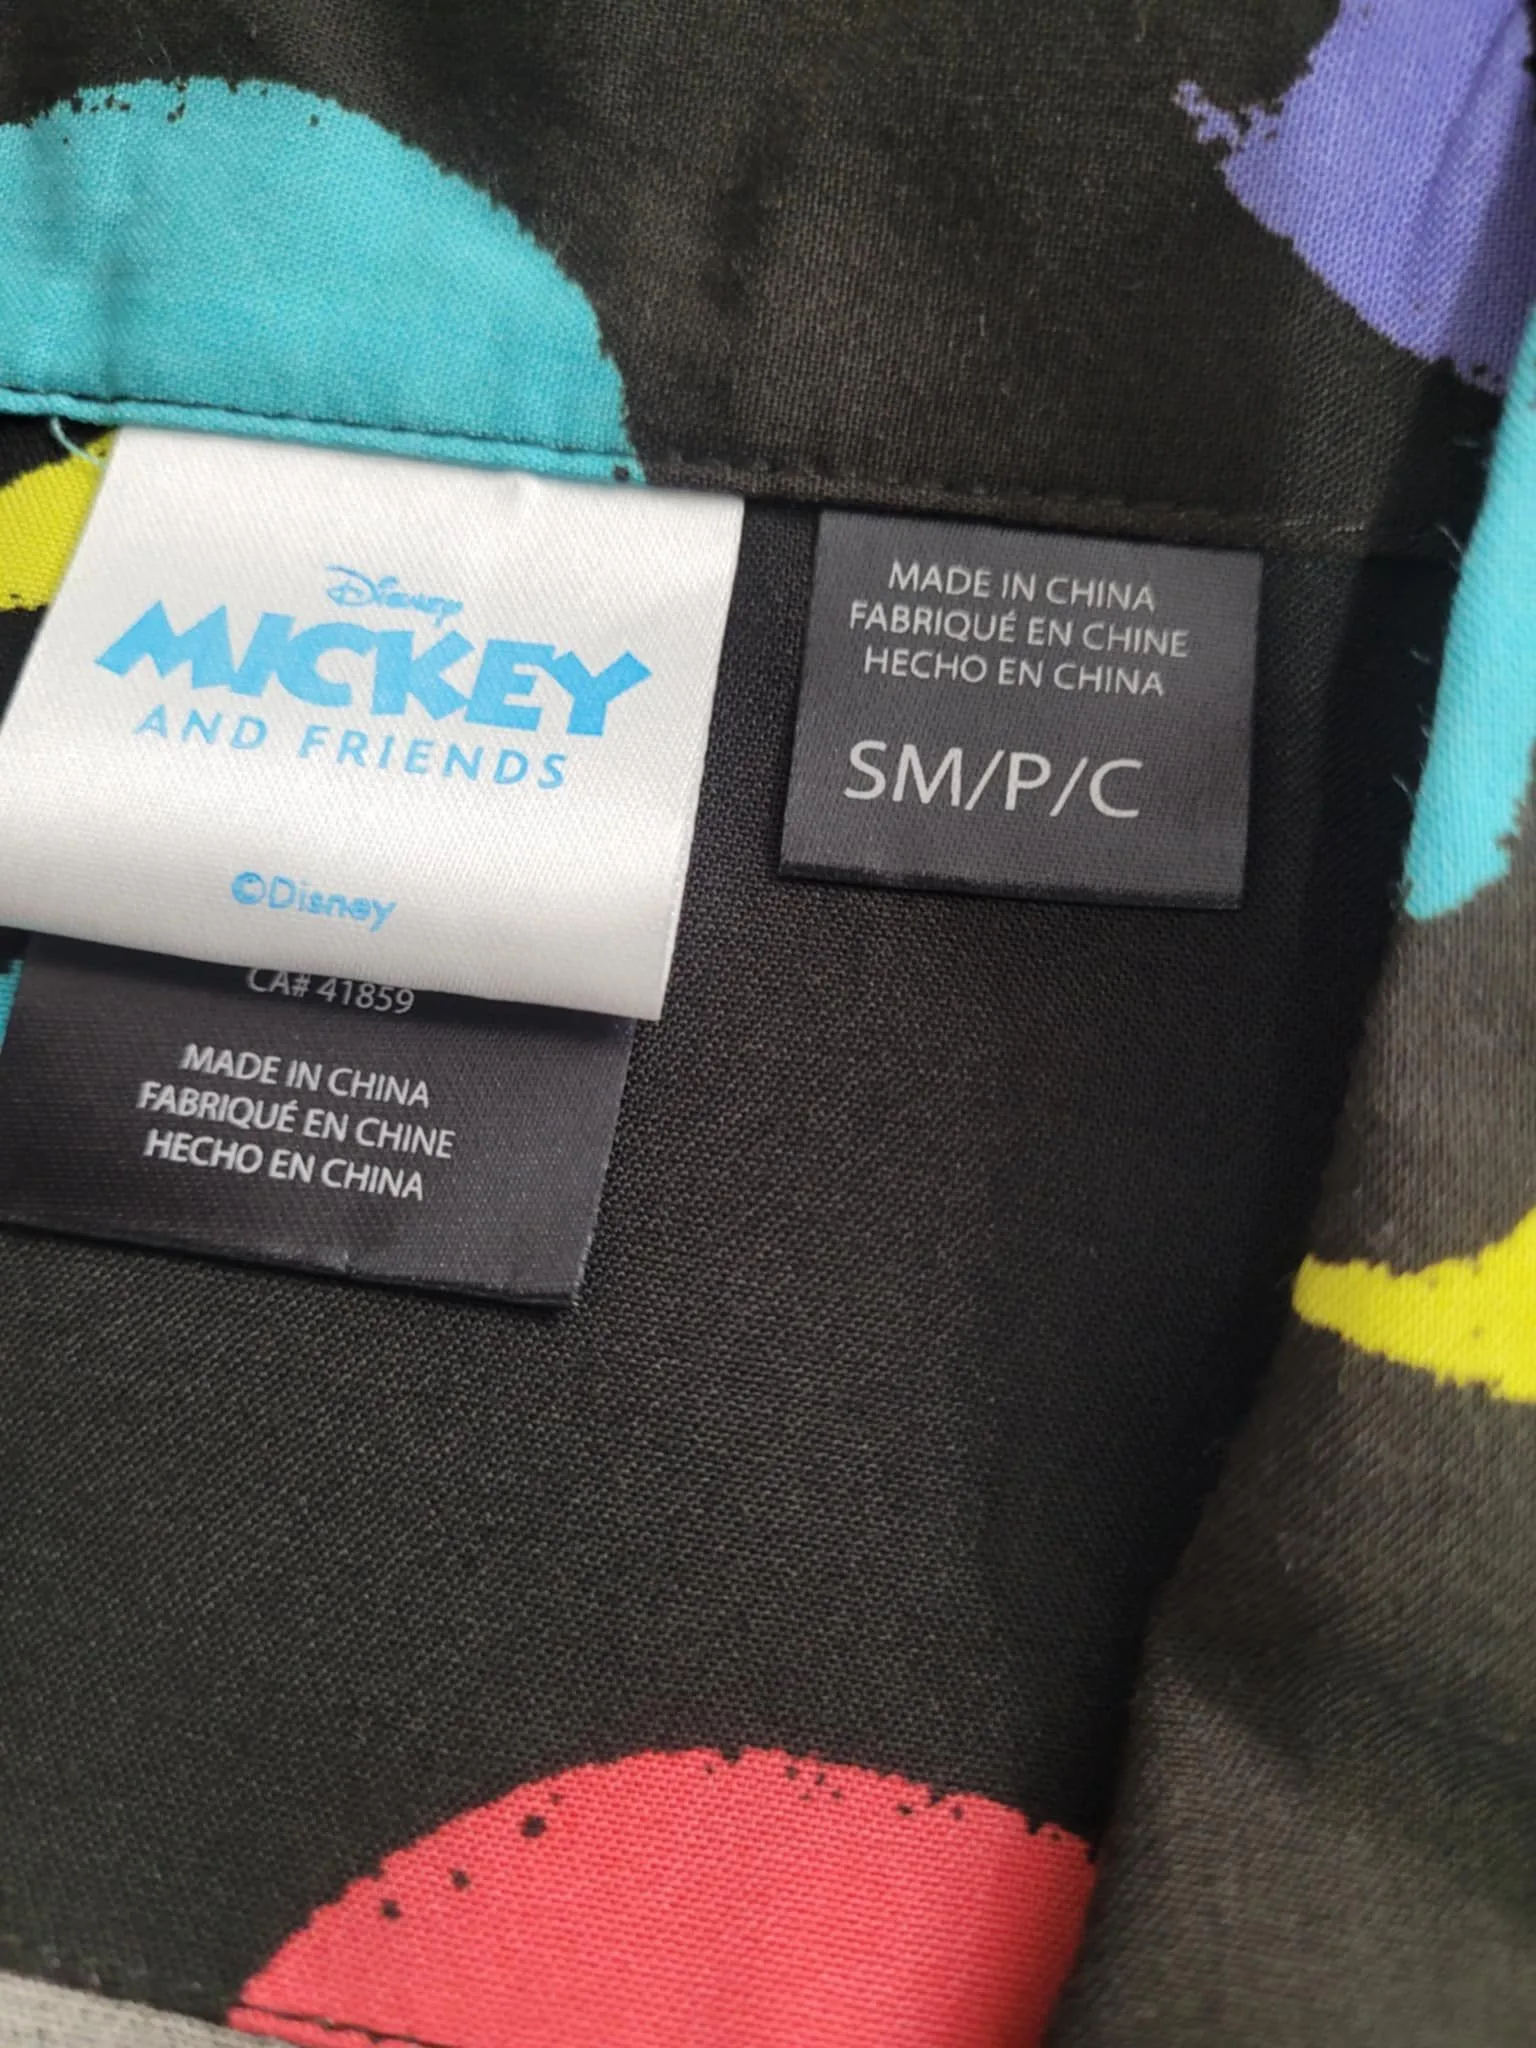 Disney
MICKEY
AND FRIENDS
©Disney
CA# 41859
MADE IN CHINA
FABRIQUÉ EN CHINE
HECHO EN CHINA
MADE IN CHINA
FABRIQUÉ EN CHINE
HECHO EN CHINA
SM/P/C